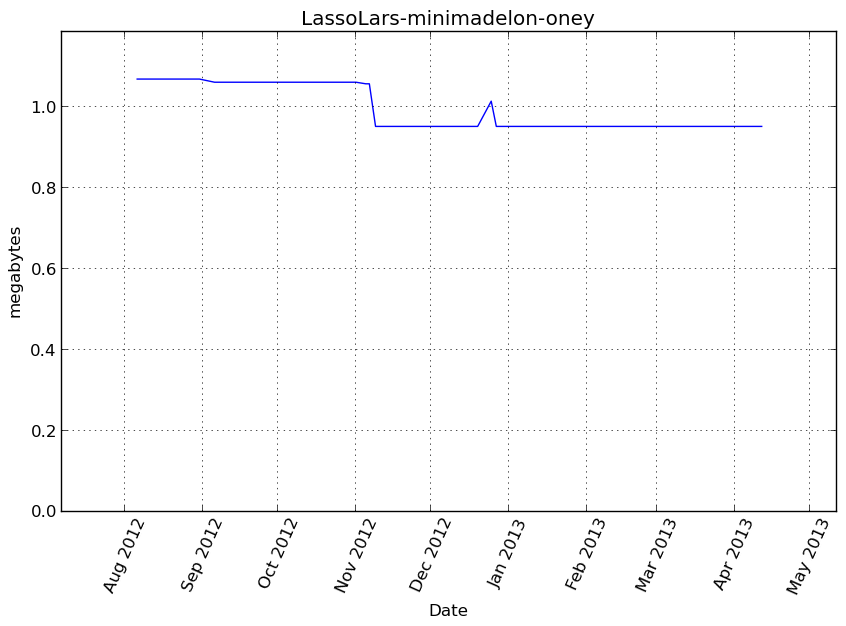 LassoLars-minimadelon-oney
megabytes
1.0
0.8
0.6
0.4
0.2
0.0
Aug 2012
Sep 2012
Oct 2012
Nov 2012
Dec 2012
Jan 2013
Feb 2013
Mar 2013
Apr 2013
May 2013
Date